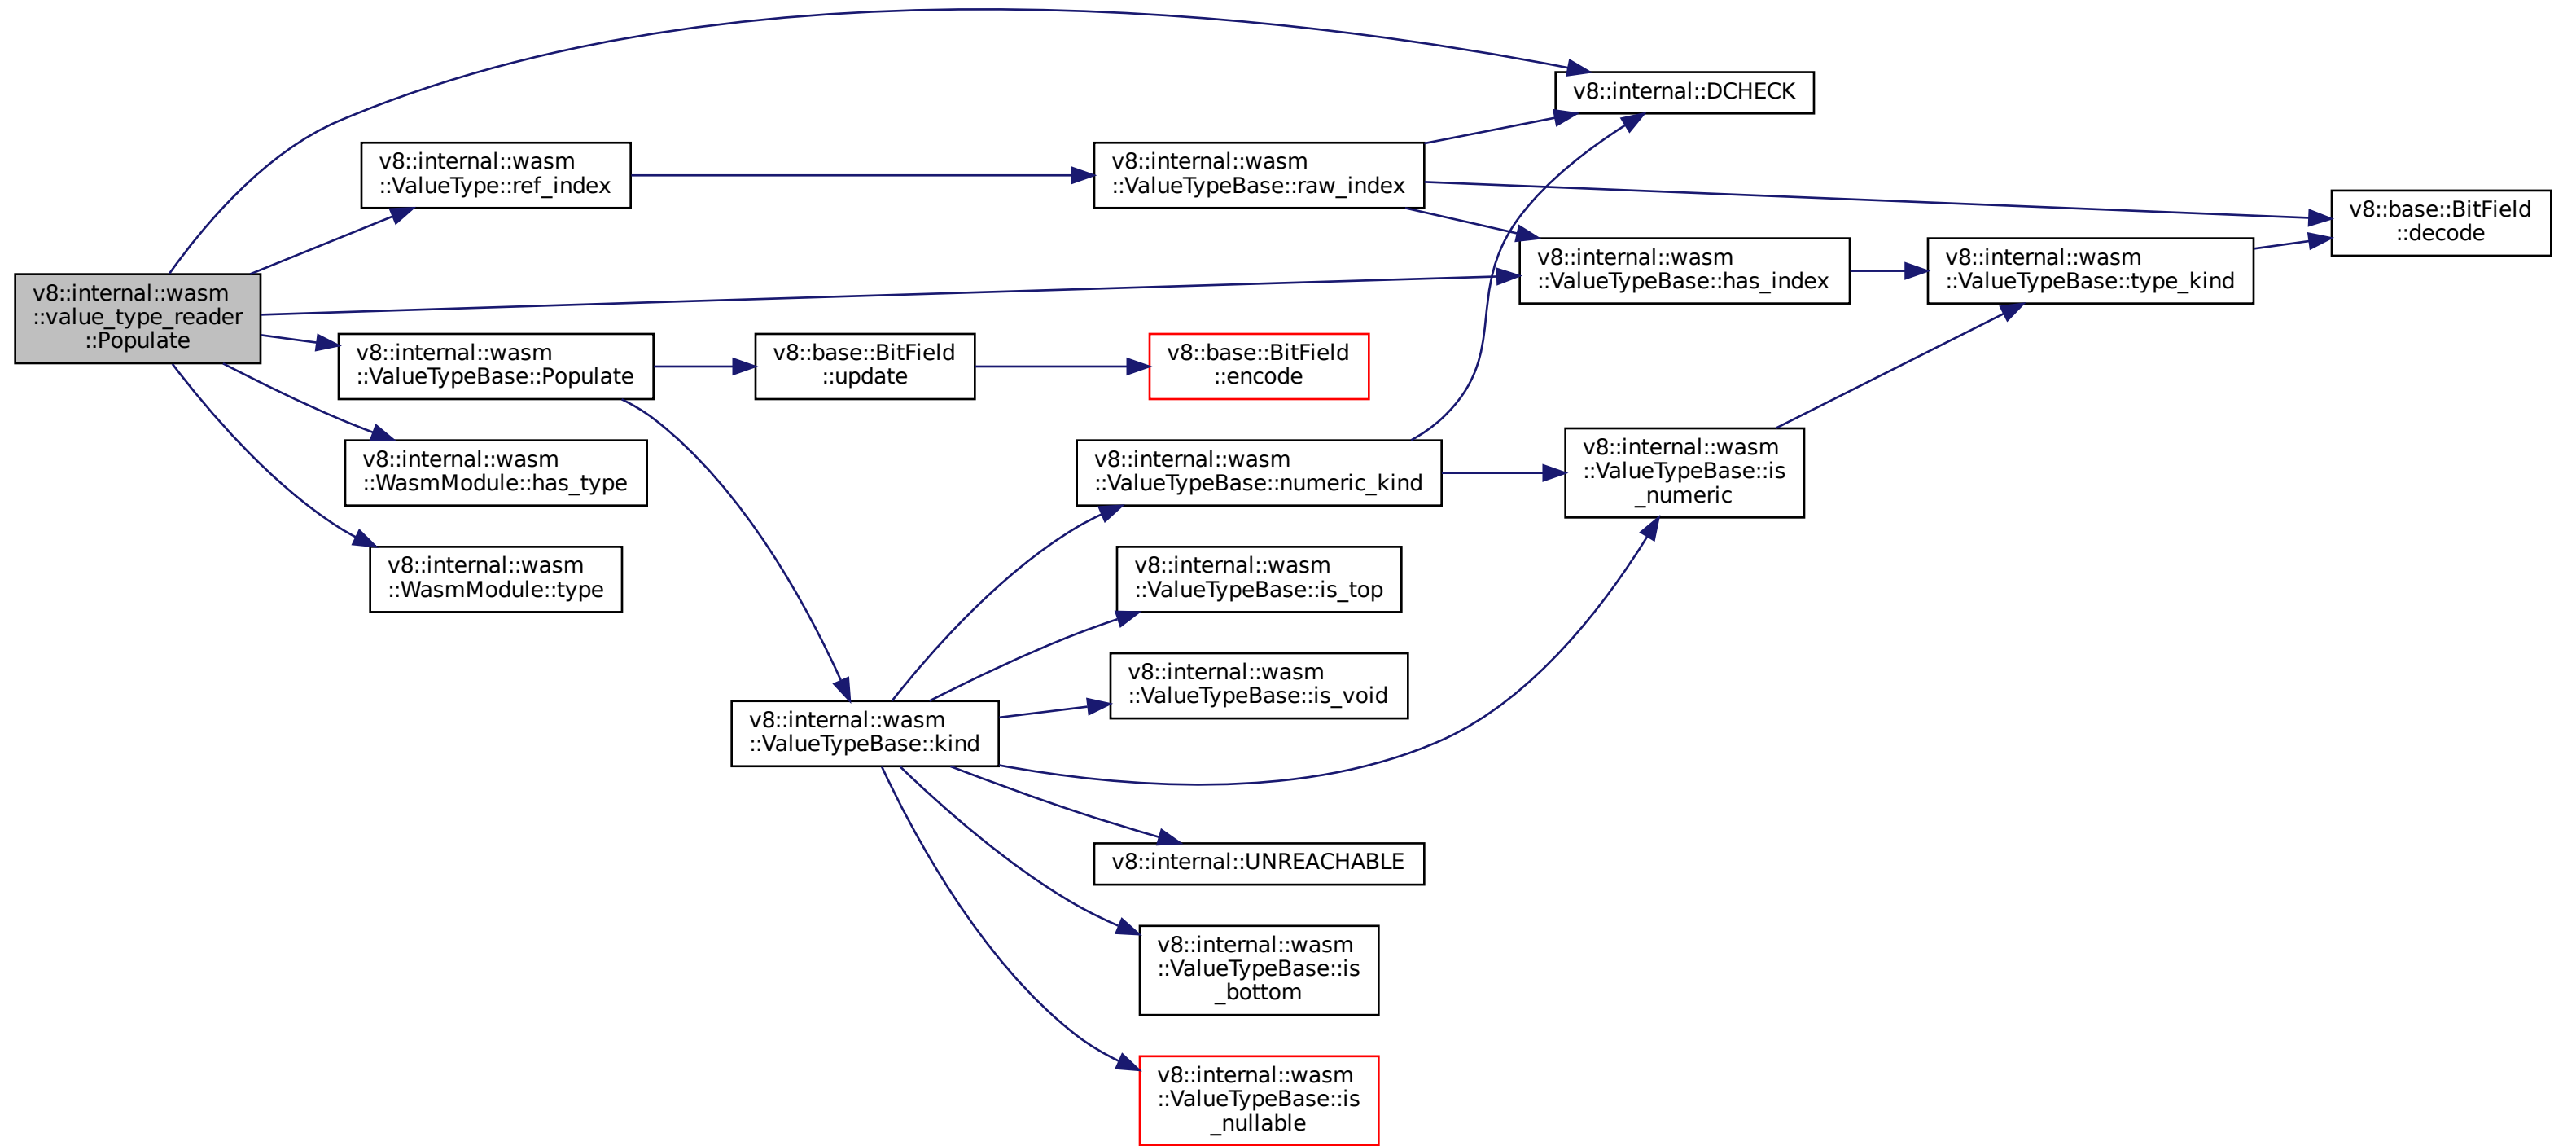 v8::internal::wasm
::value_type_reader
::Populate
v8::internal::DCHECK
v8::internal::wasm
::ValueType::ref_index
v8::internal::wasm
::ValueTypeBase::raw_index
v8::base::BitField
::decode
v8::internal::wasm
::ValueTypeBase::has_index
v8::internal::wasm
::ValueTypeBase::type_kind
v8::internal::wasm
::ValueTypeBase::Populate
v8::base::BitField
::update
v8::base::BitField
::encode
v8::internal::wasm
::WasmModule::has_type
v8::internal::wasm
::ValueTypeBase::numeric_kind
v8::internal::wasm
::ValueTypeBase::is
_numeric
v8::internal::wasm
::WasmModule::type
v8::internal::wasm
::ValueTypeBase::is_top
v8::internal::wasm
::ValueTypeBase::is_void
v8::internal::wasm
::ValueTypeBase::kind
v8::internal::UNREACHABLE
v8::internal::wasm
::ValueTypeBase::is
_bottom
v8::internal::wasm
::ValueTypeBase::is
_nullable